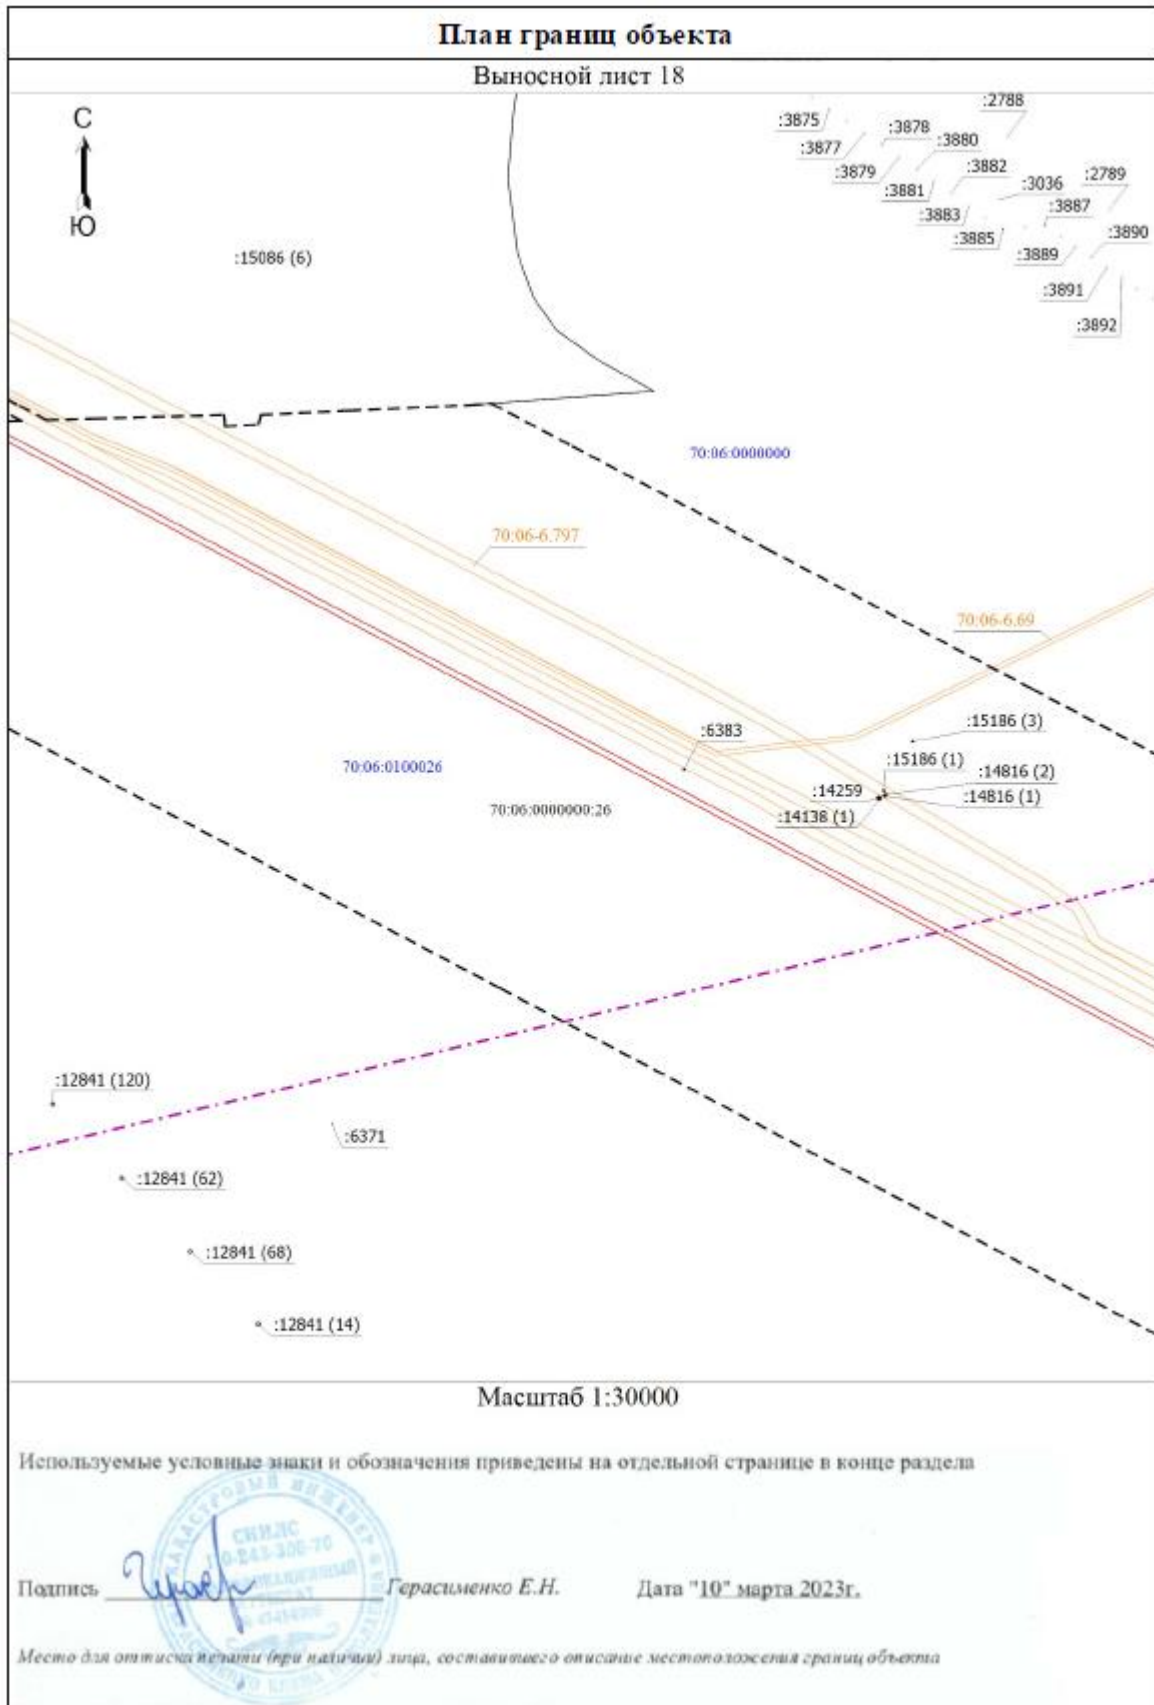 План границ объекта
Выносной лист 18
С
Ю
:15086 (6)
:3875
:3877
:3878
:3879
:3880
:3881
:3882
:3883
:2788
:3036
:3885
:3887
:2789
:3889
:3890
:3891
:3892
70:06:0000000
70:06-6.797
70:06-6.69
:6383
:15186 (3)
:15186 (1)
:14816 (2)
:14259
:14816 (1)
:14138 (1)
70:06:0100026
70:06:0000000:26
:12841 (120)
:6371
:12841 (62)
:12841 (68)
:12841 (14)
Масштаб 1:30000
Используемые условные знаки и обозначения приведены на отдельной странице в конце раздела
КАДАСТРОВЫЙ ИНЖЕНЕР
СНИЛС
Подпись
Герасименко Е.Н.
Дата "10" марта 2023г.
Место для оттиска печати (при наличии) лица, составившего описание местоположения границ объекта